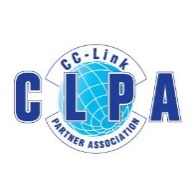 CC-Link
CLPA
PARTNER ASSOCIATION